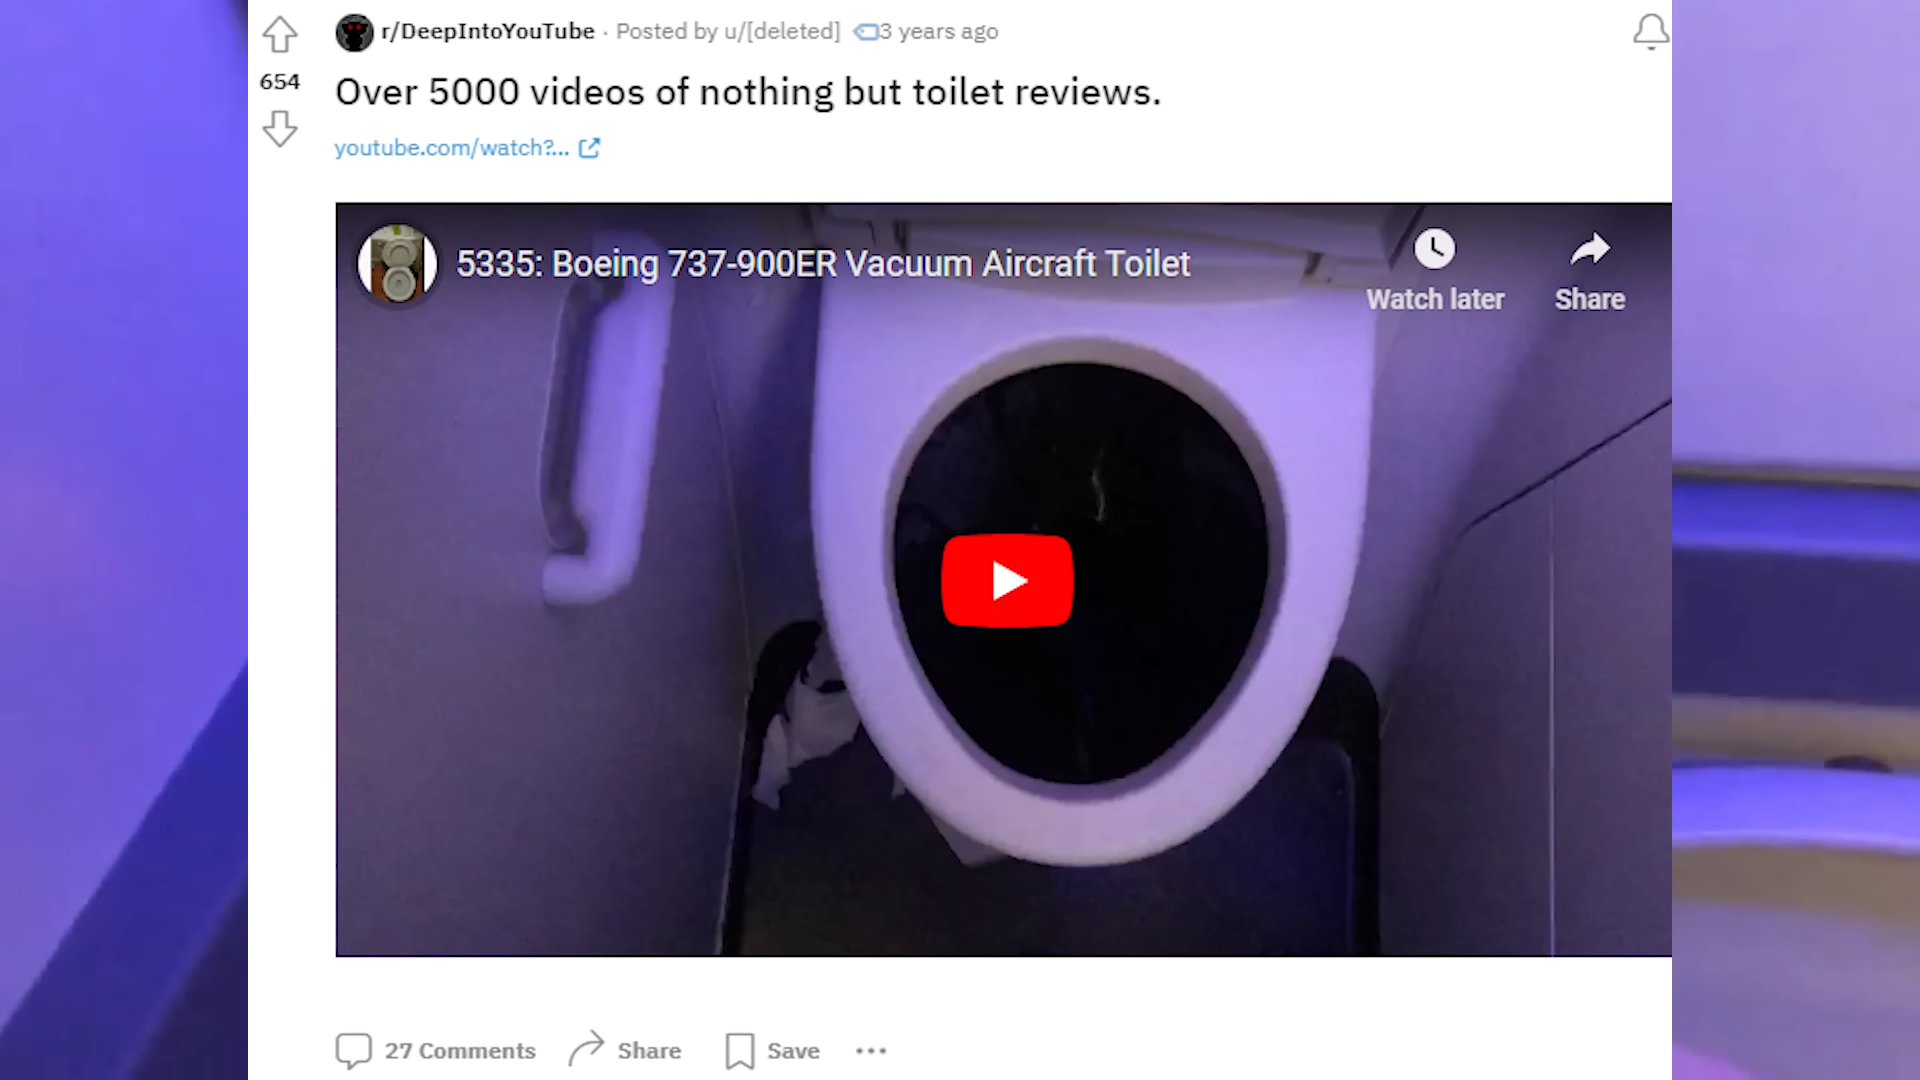 r/DeepIntoYouTube · Posted by u/[deleted] 3 years ago
654
Over 5000 videos of nothing but toilet reviews.
youtube.com/watch?...
5335: Boeing 737-900ER Vacuum Aircraft Toilet
Watch later
Share
27 Comments
Share
Save